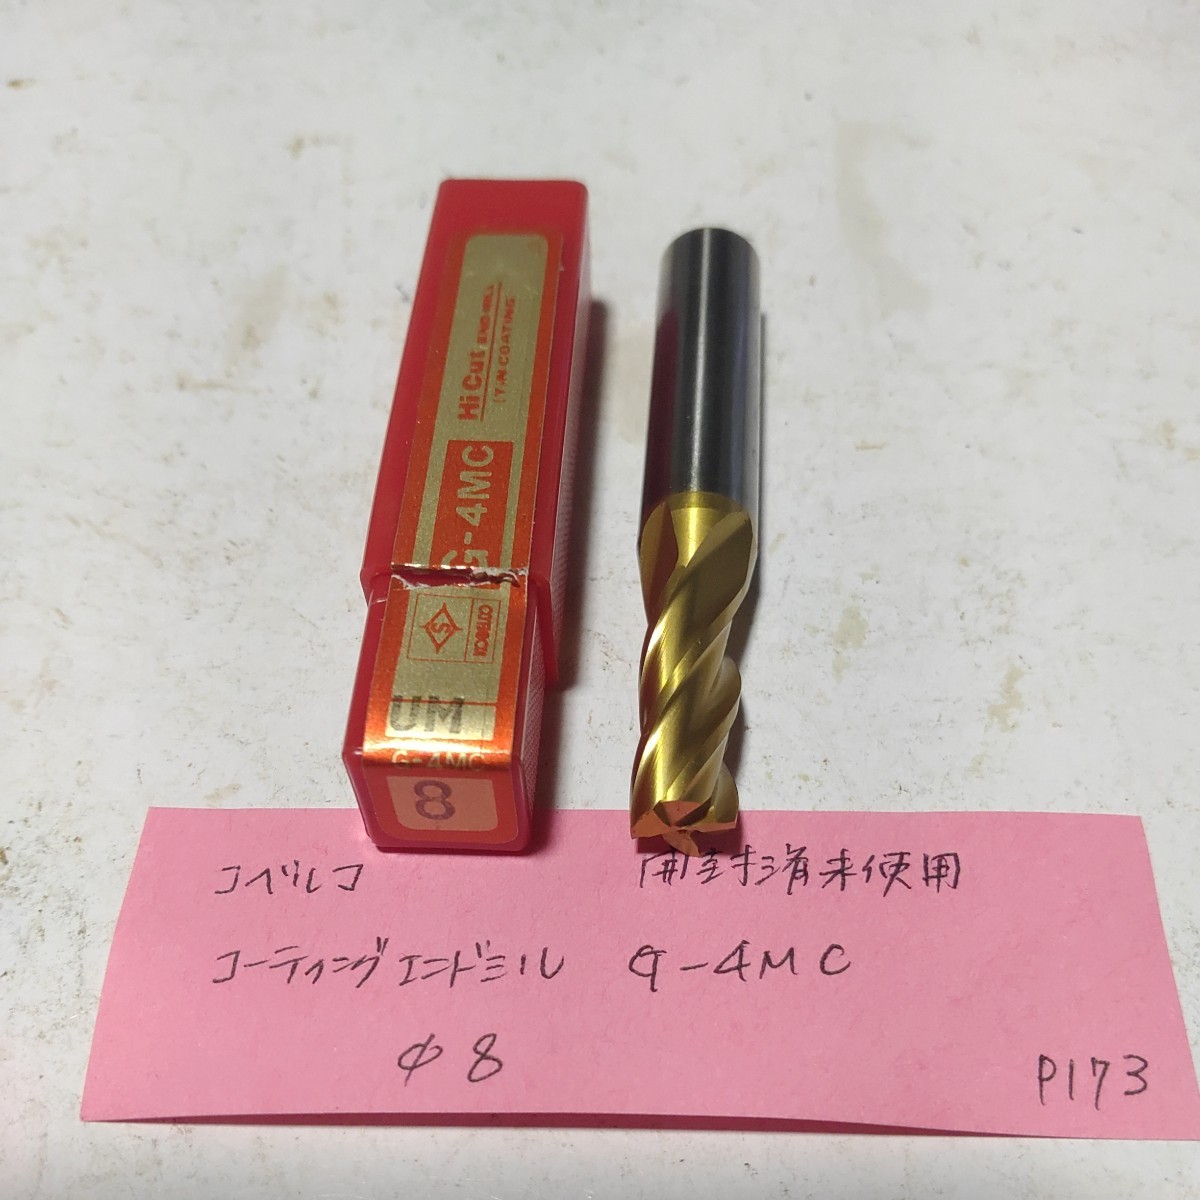 Hi Cut END MILL
(TiN COATING)
G-4MC
S
KOBELCO
UM
G-4MC
8
コベルコ 開封済未使用
コーティングエンドミル G-4MC
φ8
P173